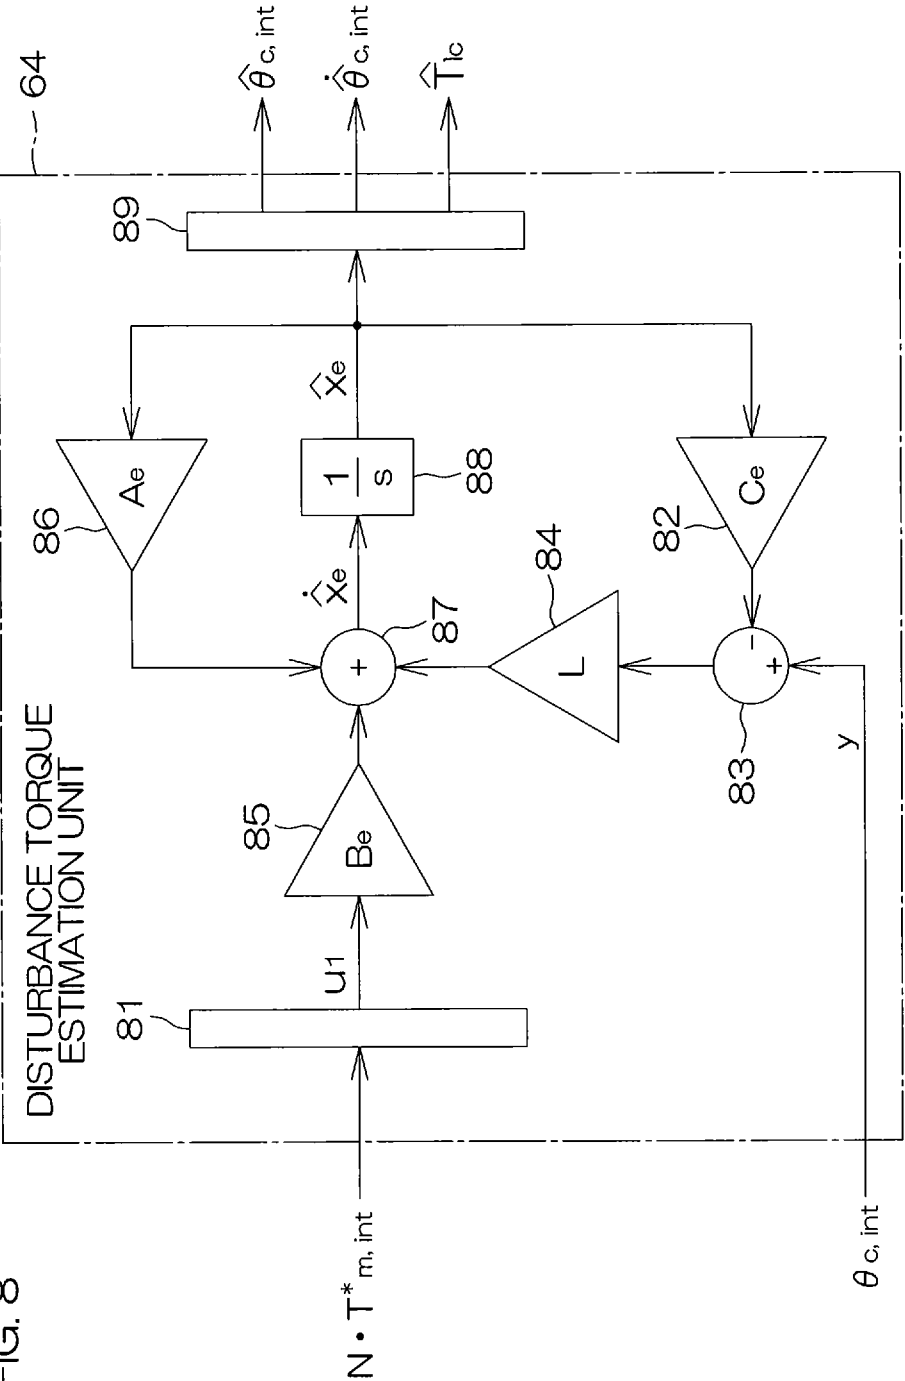 FIG. 8
DISTURBANCE TORQUE
ESTIMATION UNIT
64
N・T*m, int
81
u1
85
Be
86
Ae
87
+
x̂̇e
88
1
s
x̂e
89
θ̂c, int
θ̂̇c, int
T̂lc
84
L
82
Ce
83
-
+
y
θc, int